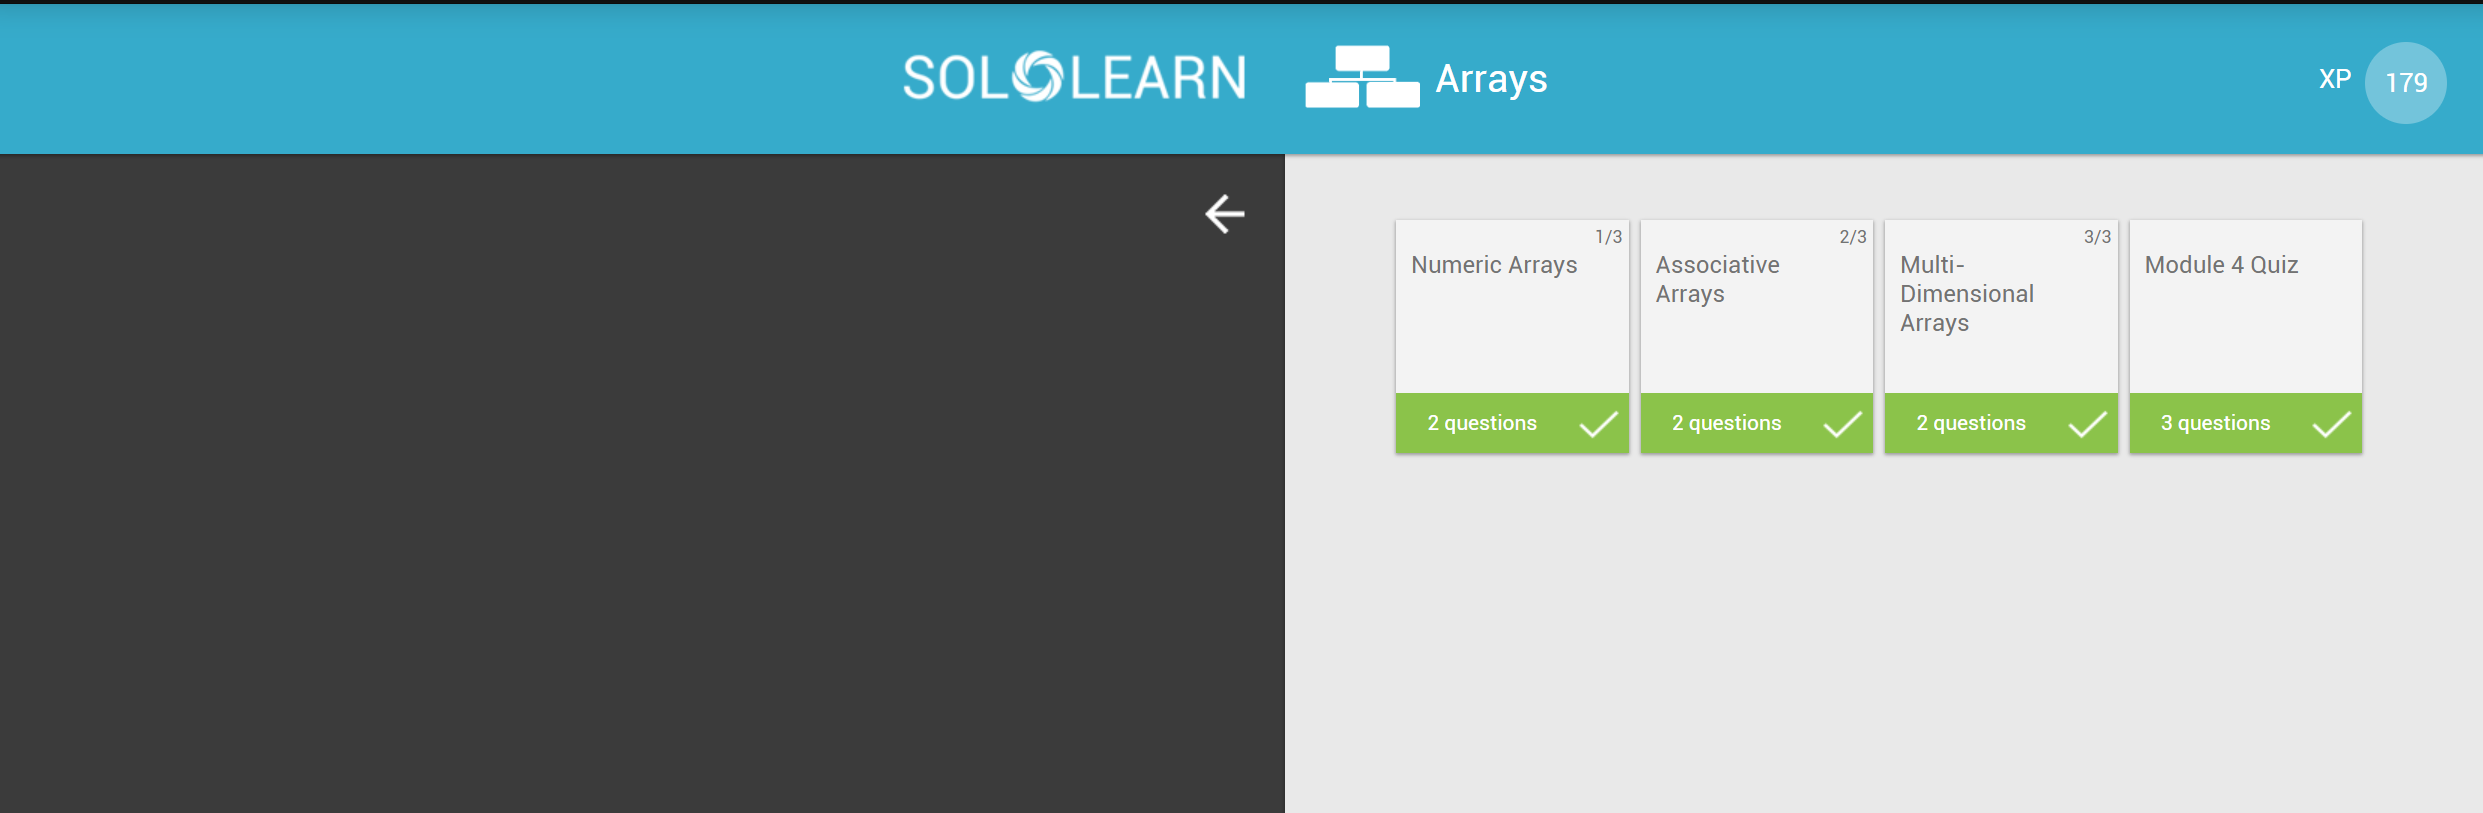 SOLOLEARN
Arrays
XP 179
1/3
Numeric Arrays
2 questions
2/3
Associative
Arrays
2 questions
3/3
Multi-
Dimensional
Arrays
2 questions
Module 4 Quiz
3 questions